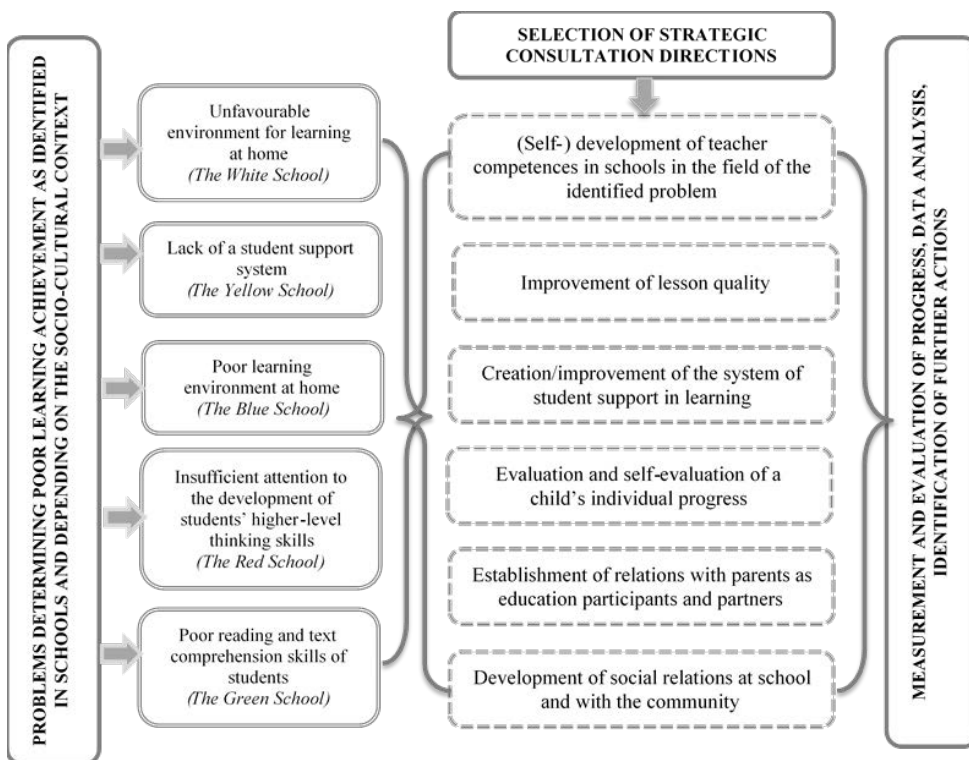 PROBLEMS DETERMINING POOR LEARNING ACHIEVEMENT AS IDENTIFIED
IN SCHOOLS AND DEPENDING ON THE SOCIO-CULTURAL CONTEXT
Unfavourable
environment for learning
at home
(The White School)
Lack of a student support
system
(The Yellow School)
Poor learning
environment at home
(The Blue School)
Insufficient attention to
the development of
students' higher-level
thinking skills
(The Red School)
Poor reading and text
comprehension skills of
students
(The Green School)
SELECTION OF STRATEGIC
CONSULTATION DIRECTIONS
(Self-) development of teacher
competences in schools in the field of the
identified problem
Improvement of lesson quality
Creation/improvement of the system of
student support in learning
Evaluation and self-evaluation of a
child's individual progress
Establishment of relations with parents as
education participants and partners
Development of social relations at school
and with the community
MEASUREMENT AND EVALUATION OF PROGRESS, DATA ANALYSIS,
IDENTIFICATION OF FURTHER ACTIONS